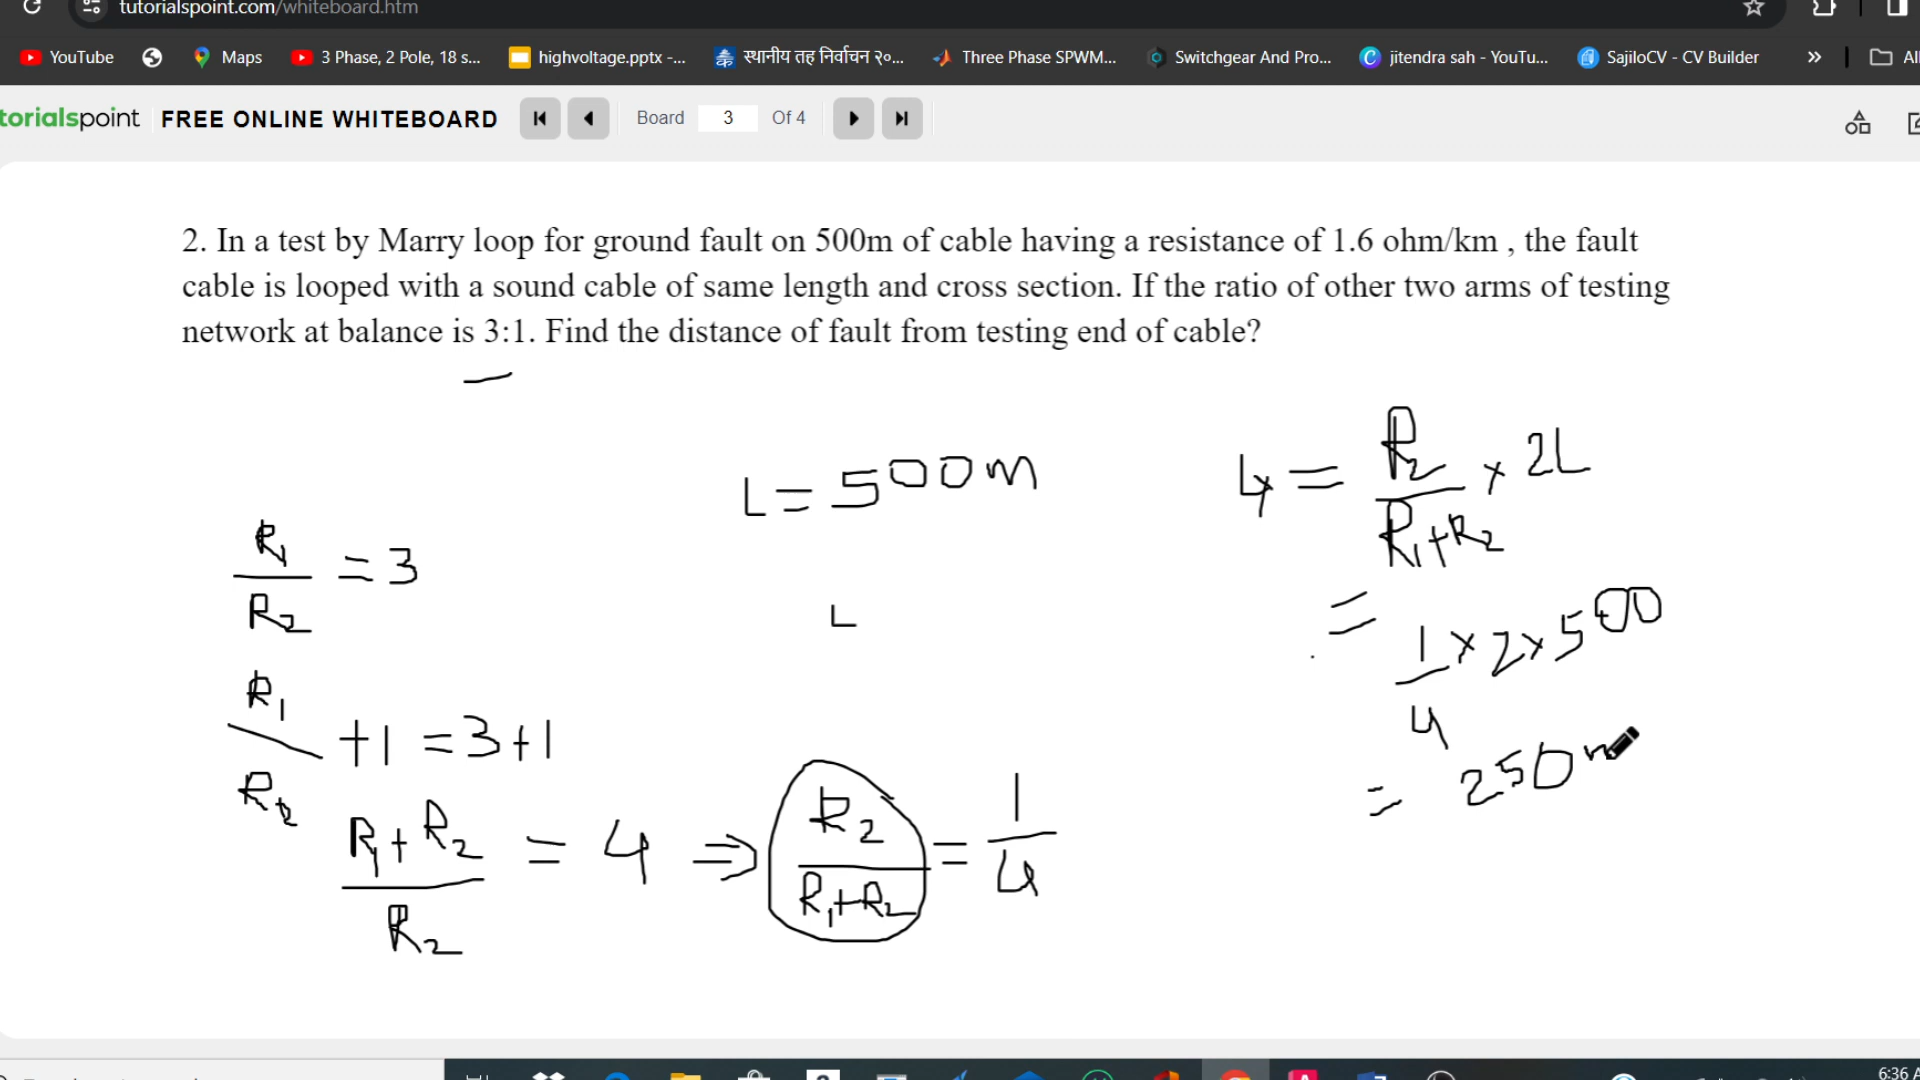 tutorialspoint.com/whiteboard.htm
YouTube Maps 3 Phase, 2 Pole, 18 s... highvoltage.pptx -... स्थानीय तह निर्वाचन २०... Three Phase SPWM... Switchgear And Pro... jitendra sah - YouTu... SajiloCV - CV Builder » All
torialspoint FREE ONLINE WHITEBOARD Board 3 Of 4
2. In a test by Marry loop for ground fault on 500m of cable having a resistance of 1.6 ohm/km , the fault
cable is looped with a sound cable of same length and cross section. If the ratio of other two arms of testing
network at balance is 3:1. Find the distance of fault from testing end of cable?
R1/R2 = 3
R1/R2 + 1 = 3+1
R1+R2/R2 = 4 ⇒ R2/R1+R2 = 1/4
L = 500m
L
Lx = R2/R1+R2 × 2L
= 1/4 × 2 × 500
= 250m
6:36 A